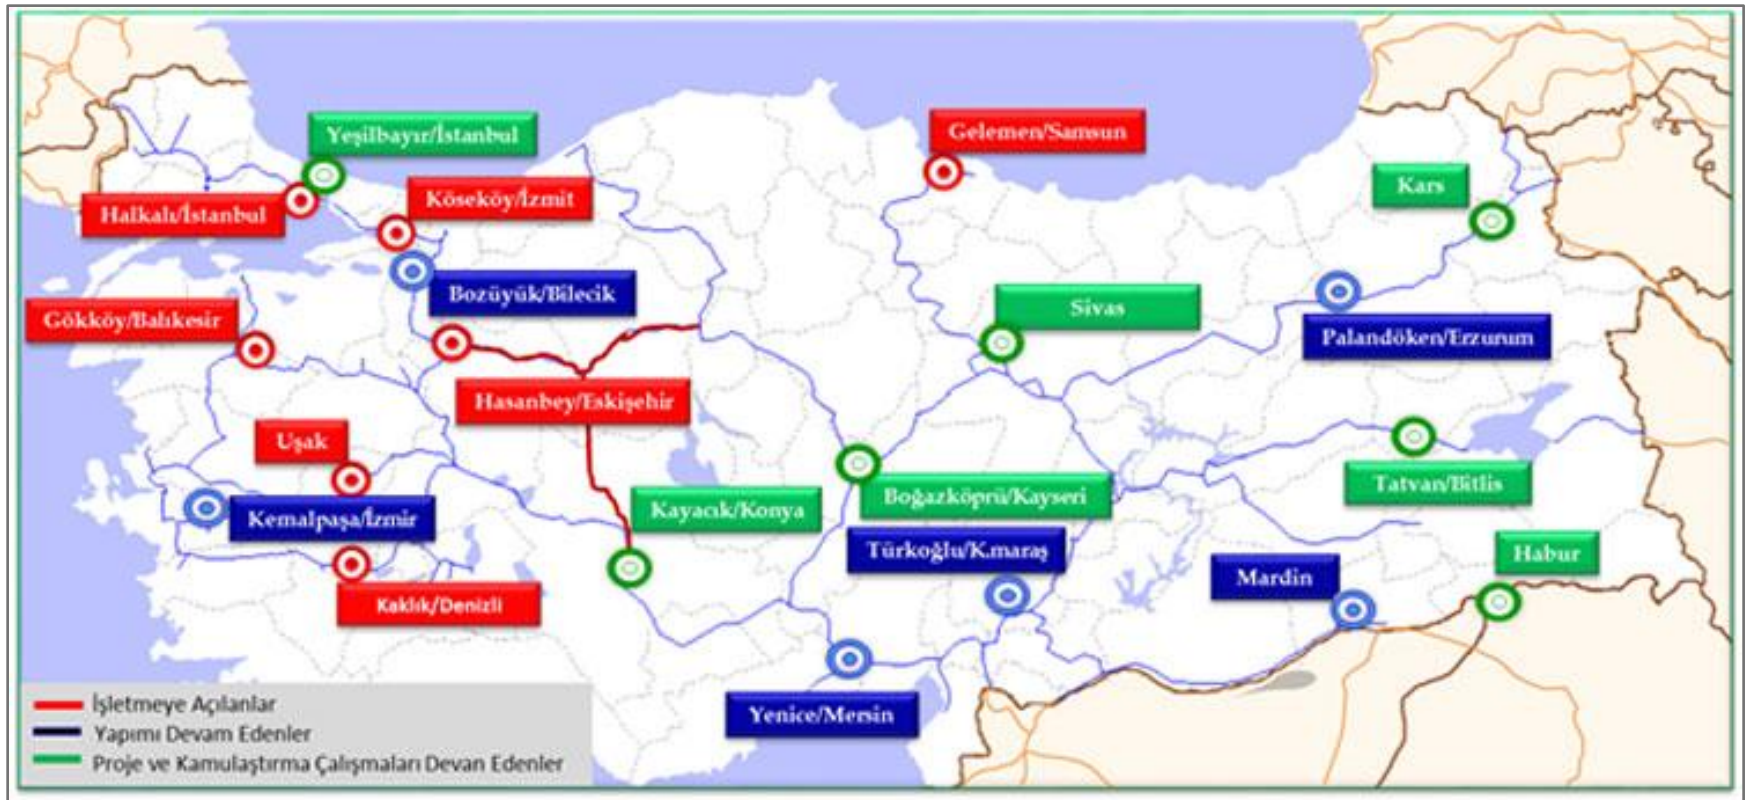 Yeşilbayır/İstanbul
Gelemen/Samsun
Kars
Köseköy/İzmit
Halkalı/İstanbul
Bozüyük/Bilecik
Sivas
Gökköy/Balıkesir
Palandöken/Erzurum
Hasanbey/Eskişehir
Uşak
Tatvan/Bitlis
Boğazköprü/Kayseri
Kayacık/Konya
Kemalpaşa/İzmir
Türkoğlu/K.maraş
Habur
Mardin
Kaklık/Denizli
Yenice/Mersin
İşletmeye Açılanlar
Yapımı Devam Edenler
Proje ve Kamulaştırma Çalışmaları Devan Edenler